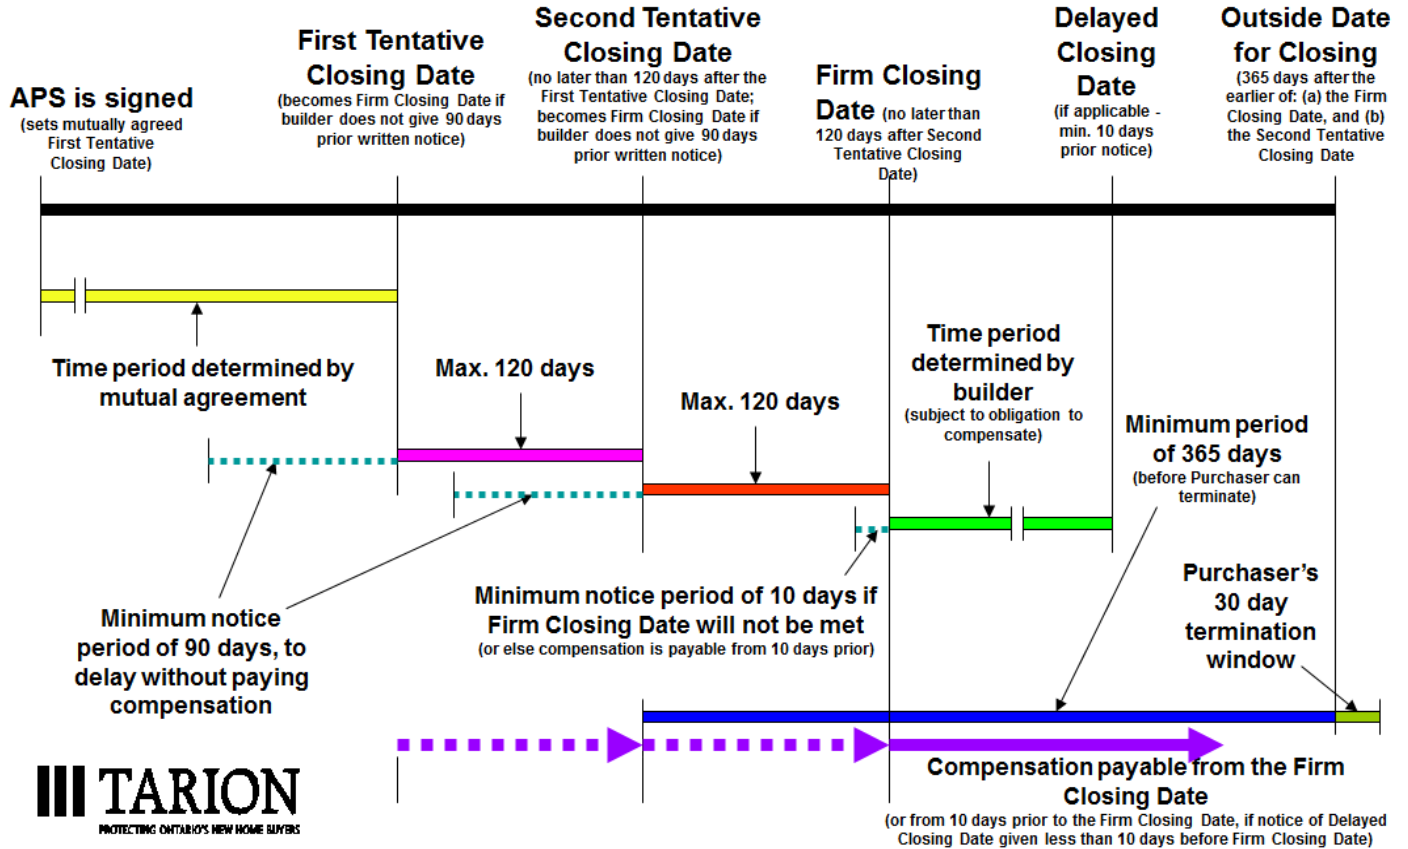 APS is signed
(sets mutually agreed
First Tentative
Closing Date)
First Tentative
Closing Date
(becomes Firm Closing Date if
builder does not give 90 days
prior written notice)
Second Tentative
Closing Date
(no later than 120 days after the
First Tentative Closing Date;
becomes Firm Closing Date if
builder does not give 90 days
prior written notice)
Firm Closing
Date (no later than
120 days after Second
Tentative Closing
Date)
Delayed
Closing
Date
(if applicable -
min. 10 days
prior notice)
Outside Date
for Closing
(365 days after the
earlier of: (a) the Firm
Closing Date, and (b)
the Second Tentative
Closing Date
Time period determined by
mutual agreement
Max. 120 days
Max. 120 days
Time period
determined by
builder
(subject to obligation to
compensate)
Minimum period
of 365 days
(before Purchaser can
terminate)
Minimum notice
period of 90 days, to
delay without paying
compensation
Minimum notice period of 10 days if
Firm Closing Date will not be met
(or else compensation is payable from 10 days prior)
Purchaser's
30 day
termination
window
Compensation payable from the Firm
Closing Date
(or from 10 days prior to the Firm Closing Date, if notice of Delayed
Closing Date given less than 10 days before Firm Closing Date)
TARION
PROTECTING ONTARIO'S NEW HOME BUYERS